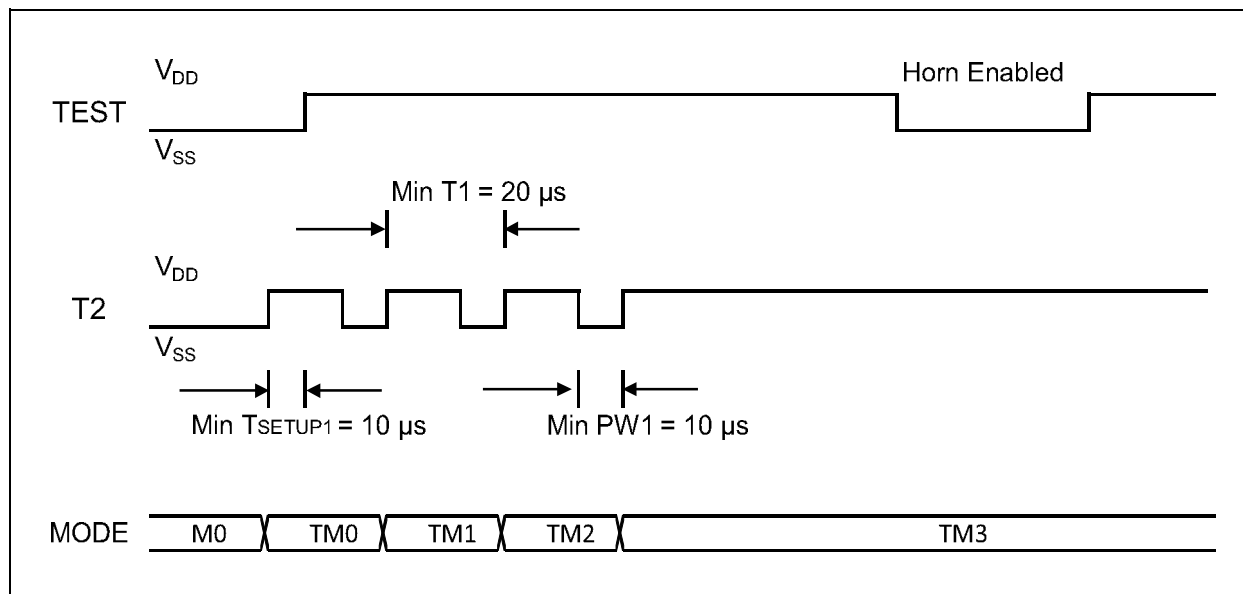 VDD
Horn Enabled
TEST
VSS
Min T1 = 20 µs
VDD
T2
VSS
Min TSETUP1 = 10 µs
Min PW1 = 10 µs
MODE
M0
TM0
TM1
TM2
TM3